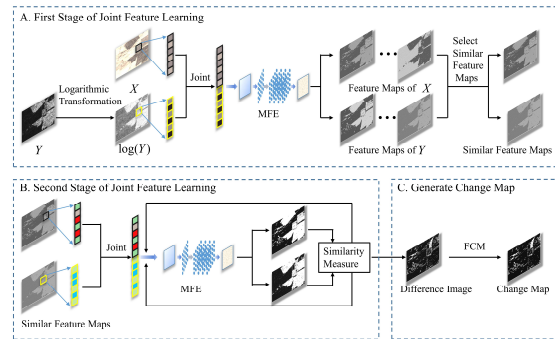 A. First Stage of Joint Feature Learning
Logarithmic
Transformation
X
Joint
Y
log(Y)
MFE
Feature Maps of X
Feature Maps of Y
Select
Similar
Feature
Maps
Similar Feature Maps
B. Second Stage of Joint Feature Learning
Joint
MFE
Similarity
Measure
Similar Feature Maps
C. Generate Change Map
FCM
Difference Image
Change Map